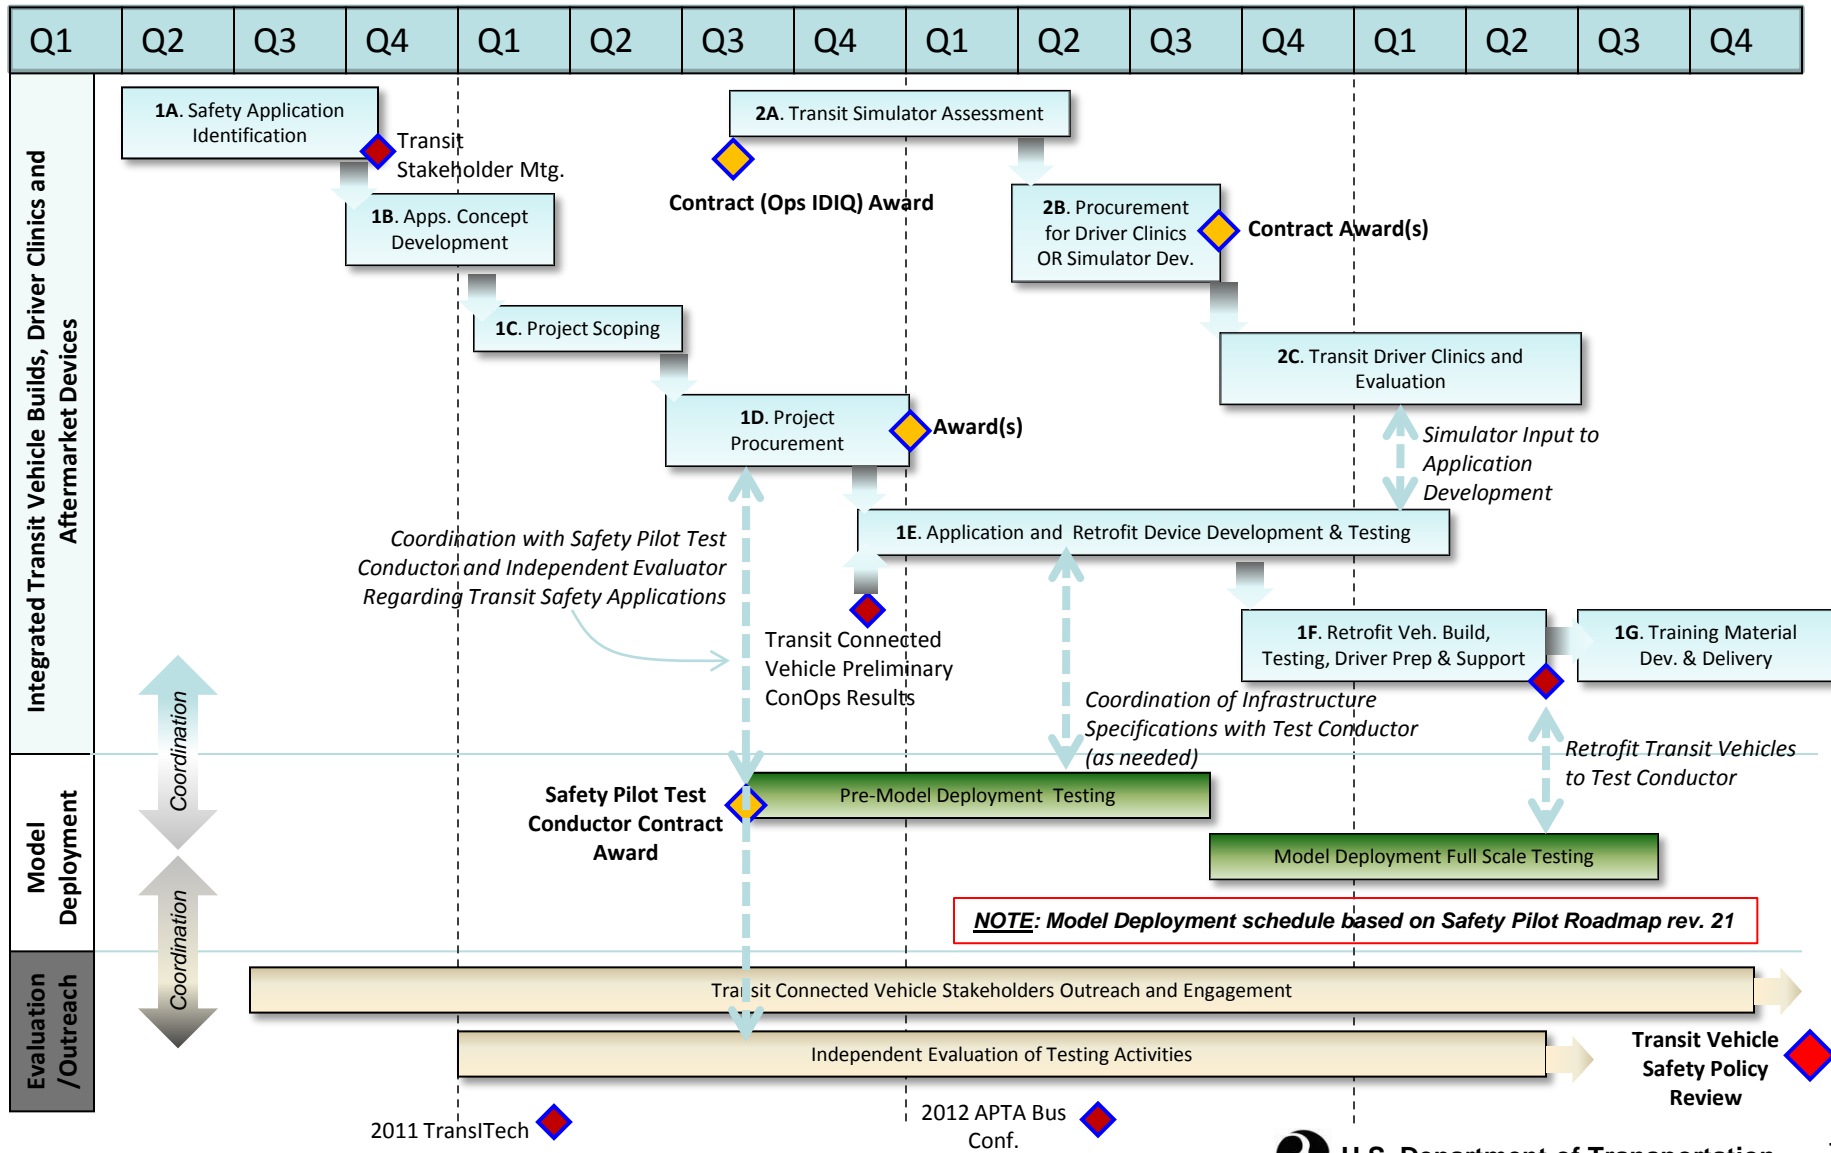 Q1 Q2 Q3 Q4 Q1 Q2 Q3 Q4 Q1 Q2 Q3 Q4 Q1 Q2 Q3 Q4
Integrated Transit Vehicle Builds, Driver Clinics and
Aftermarket Devices
1A. Safety Application
Identification
Transit
Stakeholder Mtg.
1B. Apps. Concept
Development
1C. Project Scoping
1D. Project
Procurement
Award(s)
2A. Transit Simulator Assessment
Contract (Ops IDIQ) Award
2B. Procurement
for Driver Clinics
OR Simulator Dev.
Contract Award(s)
2C. Transit Driver Clinics and
Evaluation
Simulator Input to
Application
Development
1E. Application and Retrofit Device Development & Testing
Coordination with Safety Pilot Test
Conductor and Independent Evaluator
Regarding Transit Safety Applications
Transit Connected
Vehicle Preliminary
ConOps Results
1F. Retrofit Veh. Build,
Testing, Driver Prep & Support
1G. Training Material
Dev. & Delivery
Coordination of Infrastructure
Specifications with Test Conductor
(as needed)
Retrofit Transit Vehicles
to Test Conductor
Coordination
Model
Deployment
Safety Pilot Test
Conductor Contract
Award
Pre-Model Deployment Testing
Model Deployment Full Scale Testing
NOTE: Model Deployment schedule based on Safety Pilot Roadmap rev. 21
Coordination
Evaluation
/Outreach
Transit Connected Vehicle Stakeholders Outreach and Engagement
Independent Evaluation of Testing Activities
Transit Vehicle
Safety Policy
Review
2011 TransITech
2012 APTA Bus
Conf.
U.S. Department of Transportation